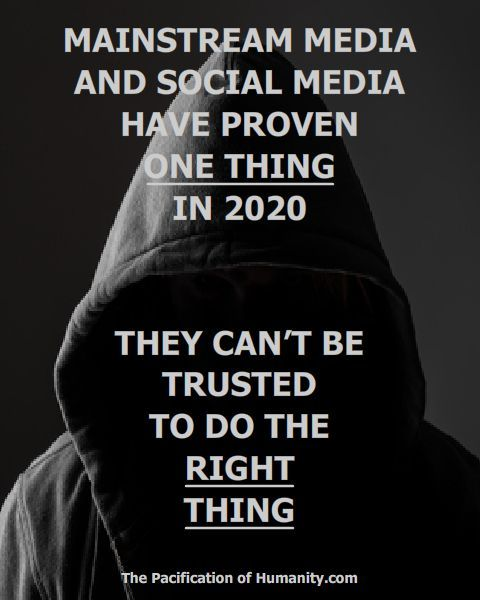 MAINSTREAM MEDIA
AND SOCIAL MEDIA
HAVE PROVEN
ONE THING
IN 2020
THEY CAN'T BE
TRUSTED
TO DO THE
RIGHT
THING
The Pacification of Humanity.com